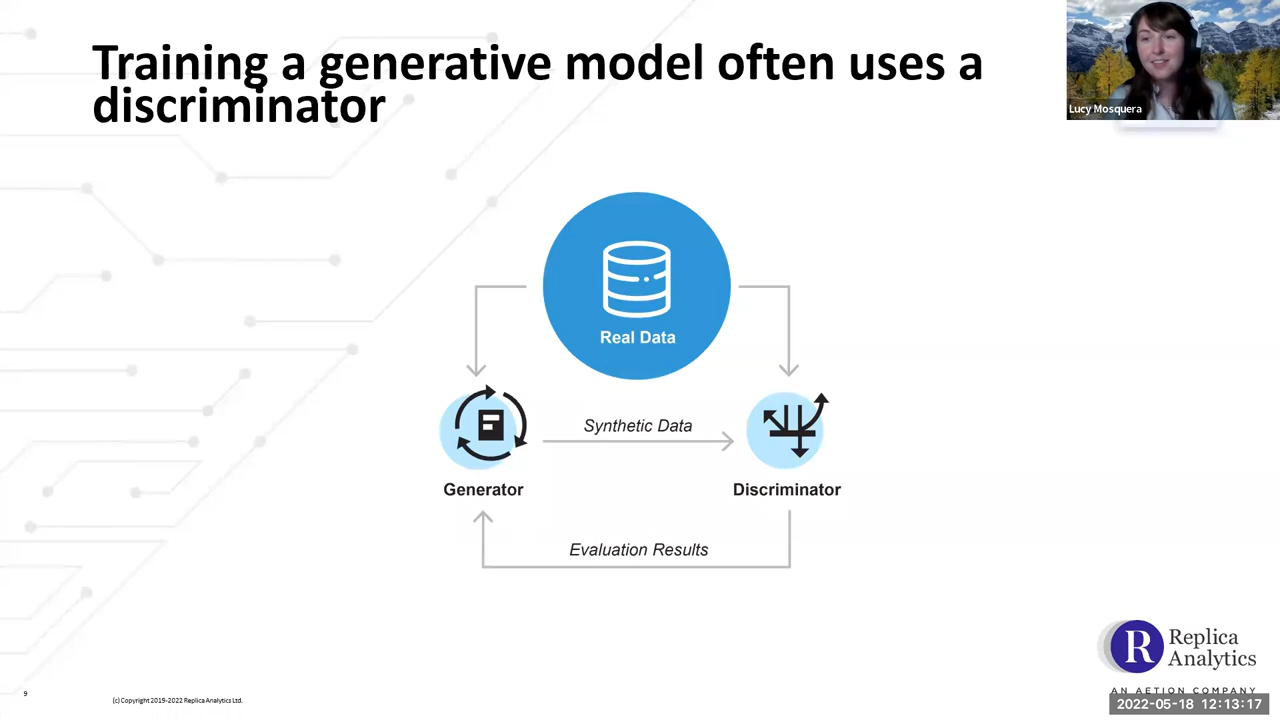 Training a generative model often uses a
discriminator
Lucy Mosquera
Real Data
Synthetic Data
Generator
Discriminator
Evaluation Results
R
Replica
Analytics
AN AETION COMPANY
9
(c) Copyright 2019-2022 Replica Analytics Ltd.
2022-05-18 12:13:17